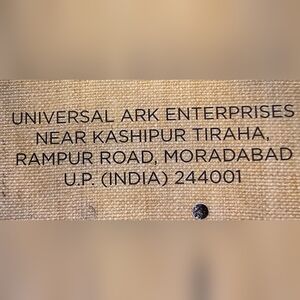 UNIVERSAL ARK ENTERPRISES
NEAR KASHIPUR TIRAHA,
RAMPUR ROAD, MORADABAD
U.P. (INDIA) 244001